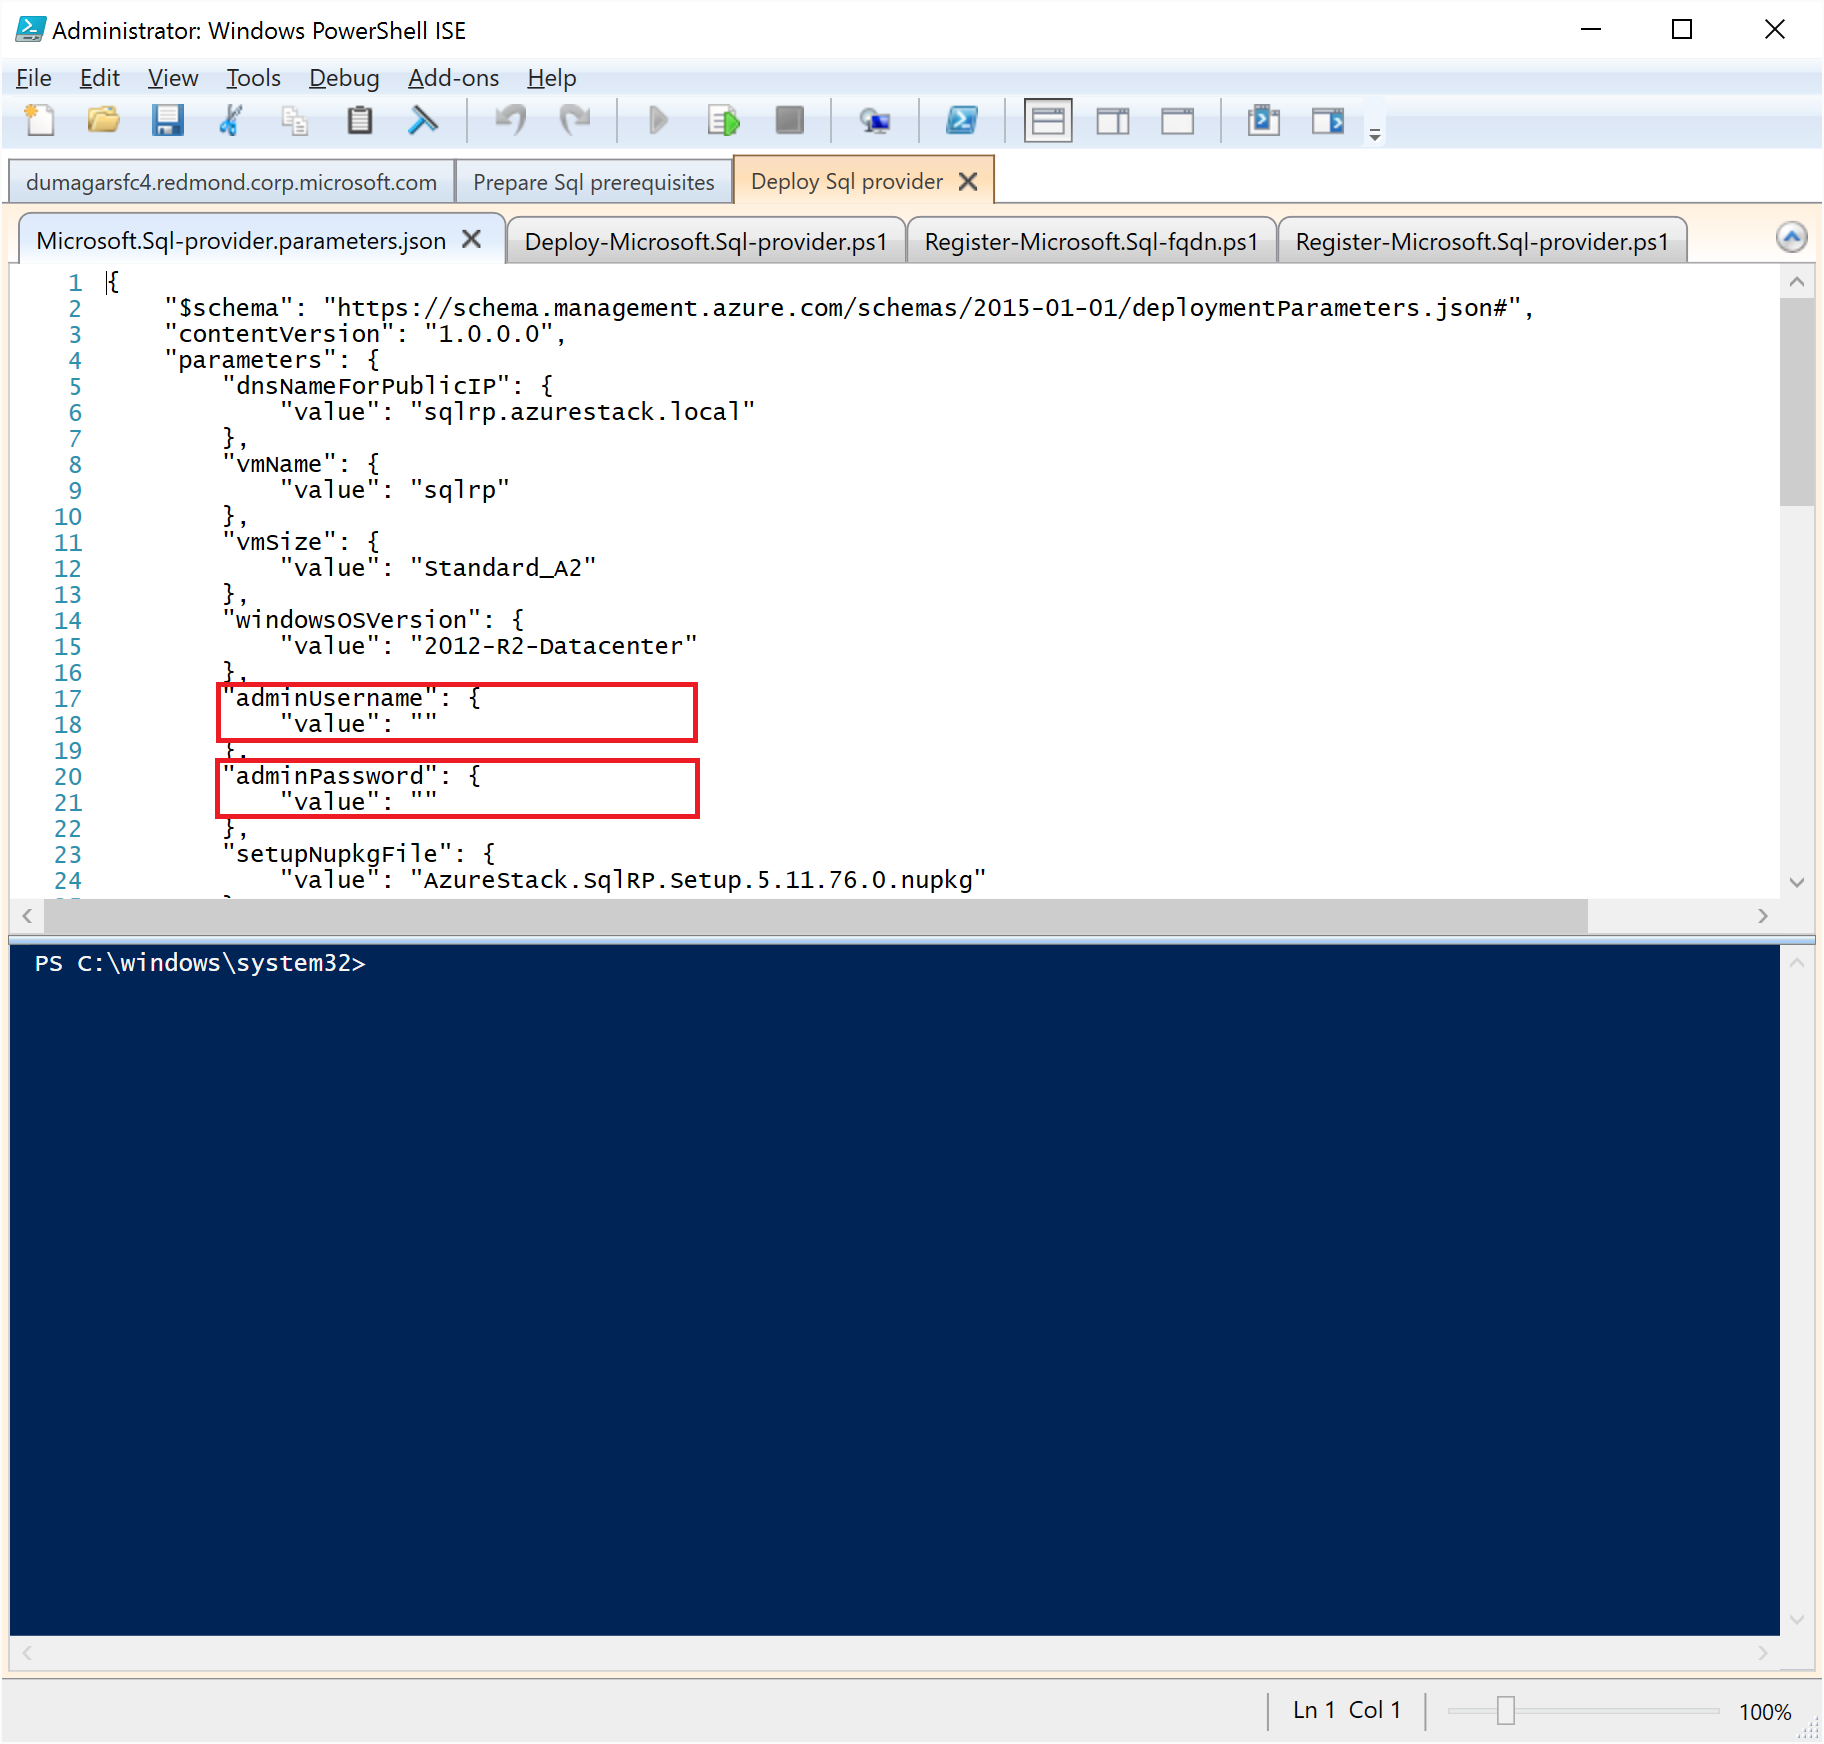 Administrator: Windows PowerShell ISE
File Edit View Tools Debug Add-ons Help
dumagarsfc4.redmond.corp.microsoft.com Prepare Sql prerequisites Deploy Sql provider
Microsoft.Sql-provider.parameters.json Deploy-Microsoft.Sql-provider.ps1 Register-Microsoft.Sql-fqdn.ps1 Register-Microsoft.Sql-provider.ps1
1 {
2 "$schema": "https://schema.management.azure.com/schemas/2015-01-01/deploymentParameters.json#",
3 "contentVersion": "1.0.0.0",
4 "parameters": {
5 "dnsNameForPublicIP": {
6 "value": "sqlrp.azurestack.local"
7 },
8 "vmName": {
9 "value": "sqlrp"
10 },
11 "vmSize": {
12 "value": "Standard_A2"
13 },
14 "windowsOSVersion": {
15 "value": "2012-R2-Datacenter"
16 },
17 "adminUsername": {
18 "value": ""
19 },
20 "adminPassword": {
21 "value": ""
22 },
23 "setupNupkgFile": {
24 "value": "AzureStack.SqlRP.Setup.5.11.76.0.nupkg"
PS C:\windows\system32>
Ln 1 Col 1 100%